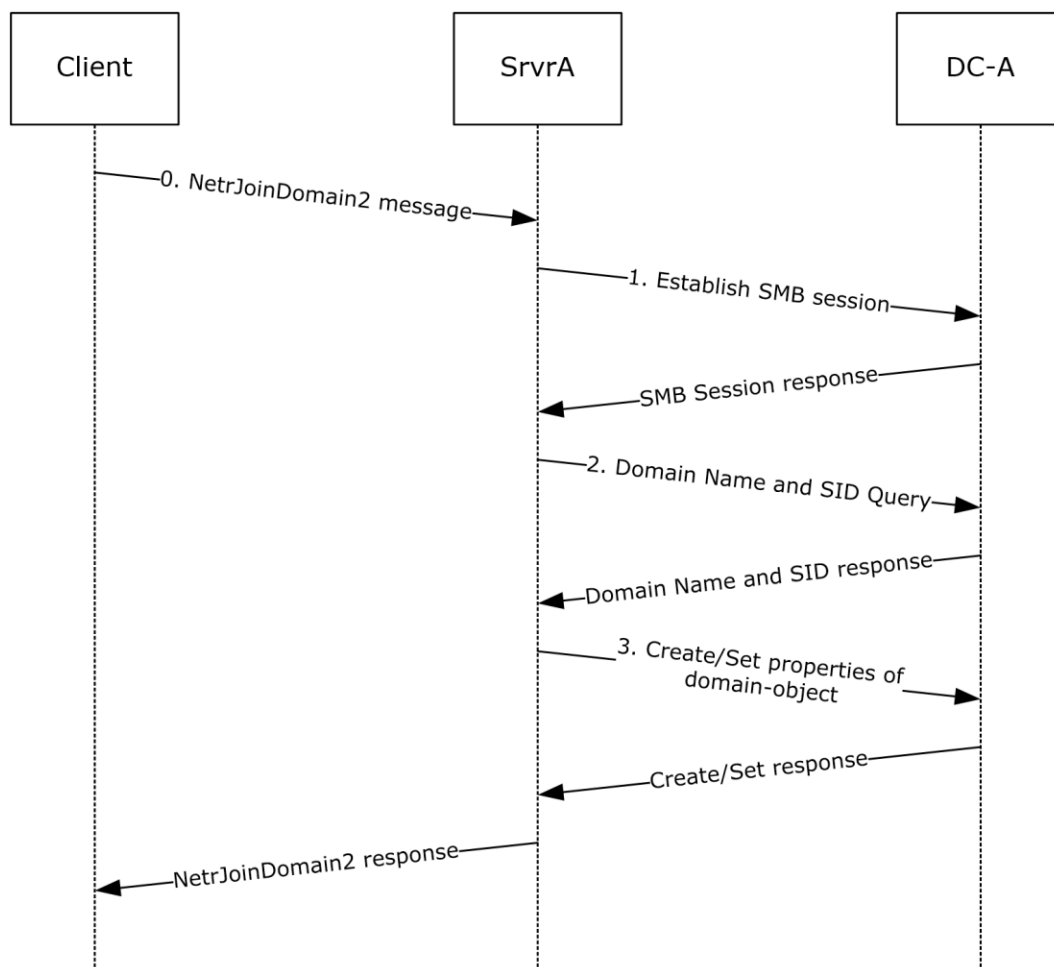 Client
SrvrA
DC-A
0. NetrJoinDomain2 message
1. Establish SMB session
SMB Session response
2. Domain Name and SID Query
Domain Name and SID response
3. Create/Set properties of
domain-object
Create/Set response
NetrJoinDomain2 response